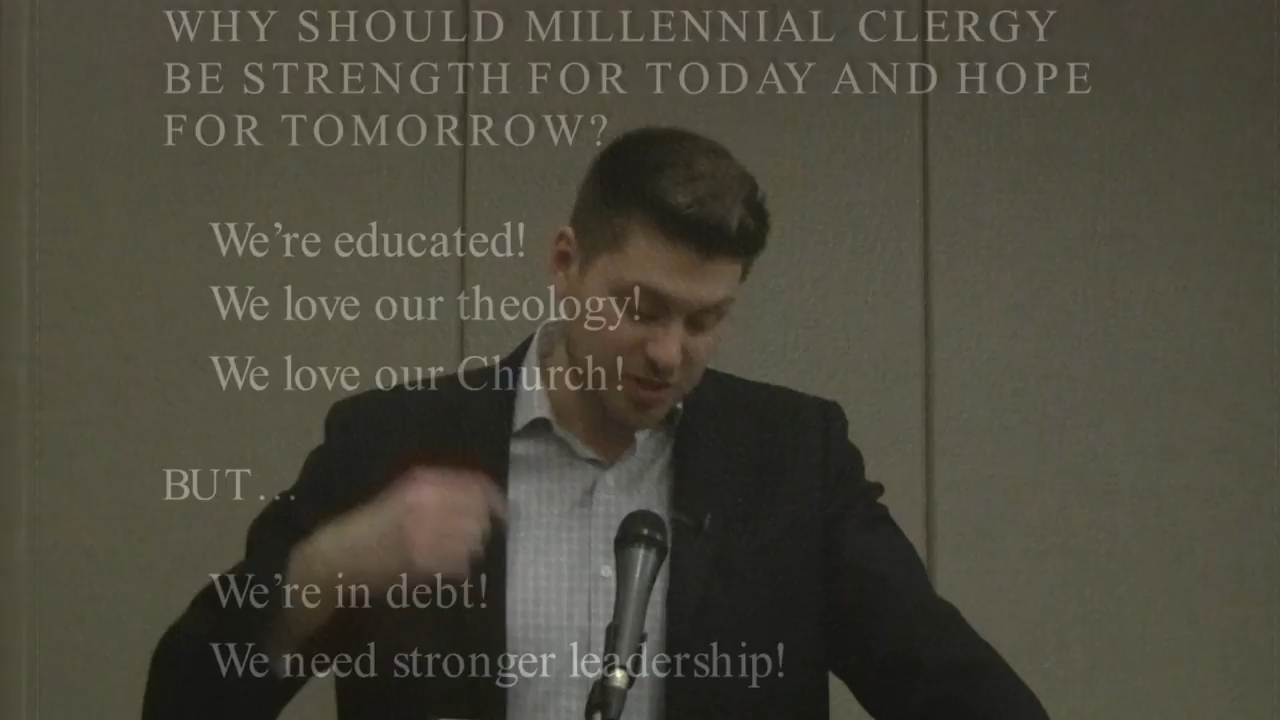 WHY SHOULD MILLENNIAL CLERGY
BE STRENGTH FOR TODAY AND HOPE
FOR TOMORROW?
We're educated!
We love our theology!
We love our Church!
BUT…
We're in debt!
We need stronger leadership!